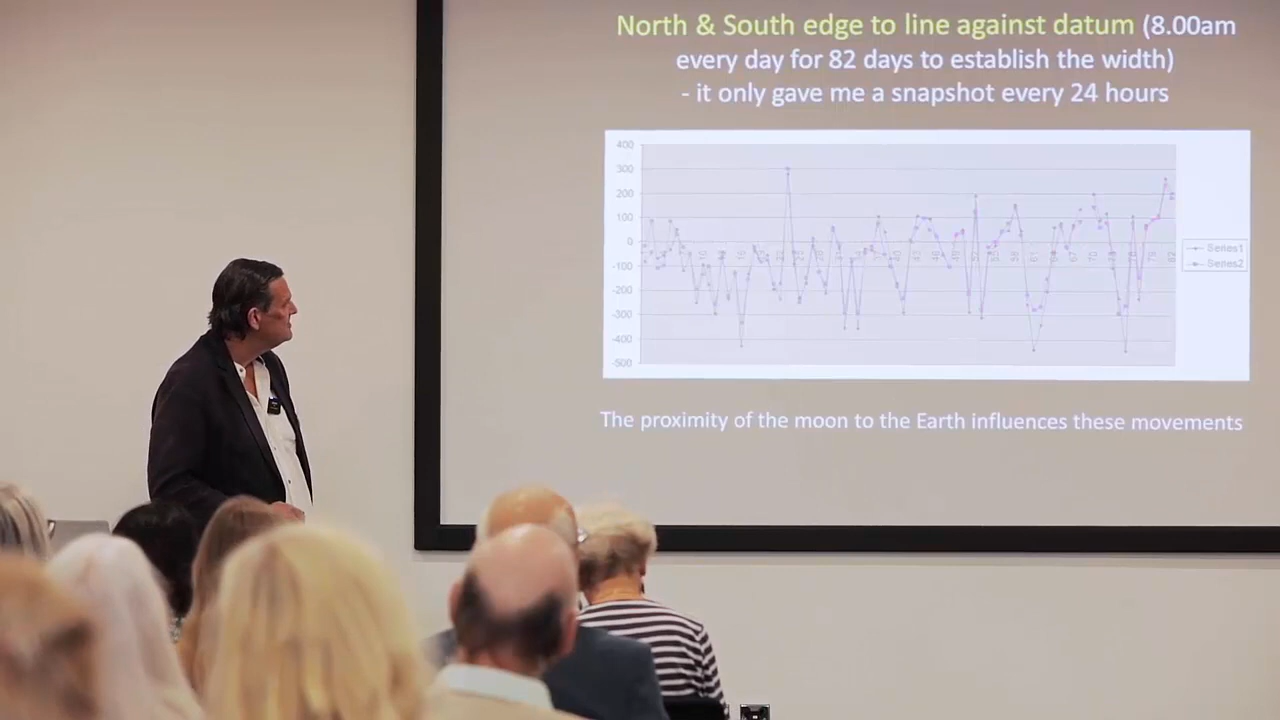 North & South edge to line against datum (8.00am
every day for 82 days to establish the width)
- it only gave me a snapshot every 24 hours
400
300
200
100
0
-100
-200
-300
-400
-500
Series1
Series2
The proximity of the moon to the Earth influences these movements